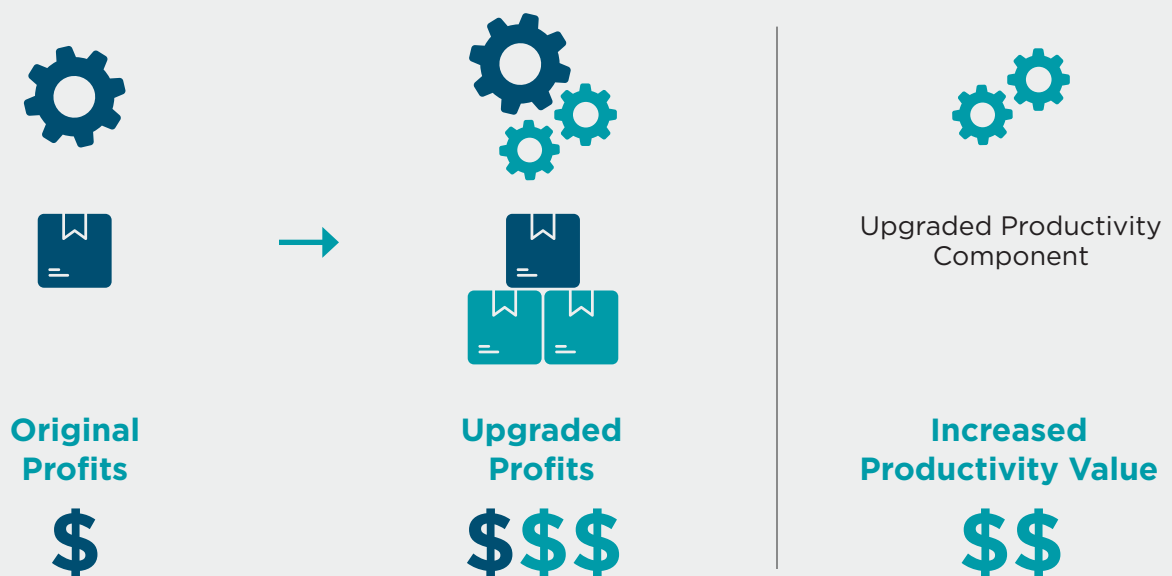 Upgraded Productivity
Component
Original
Profits
$
Upgraded
Profits
$$$
Increased
Productivity Value
$$